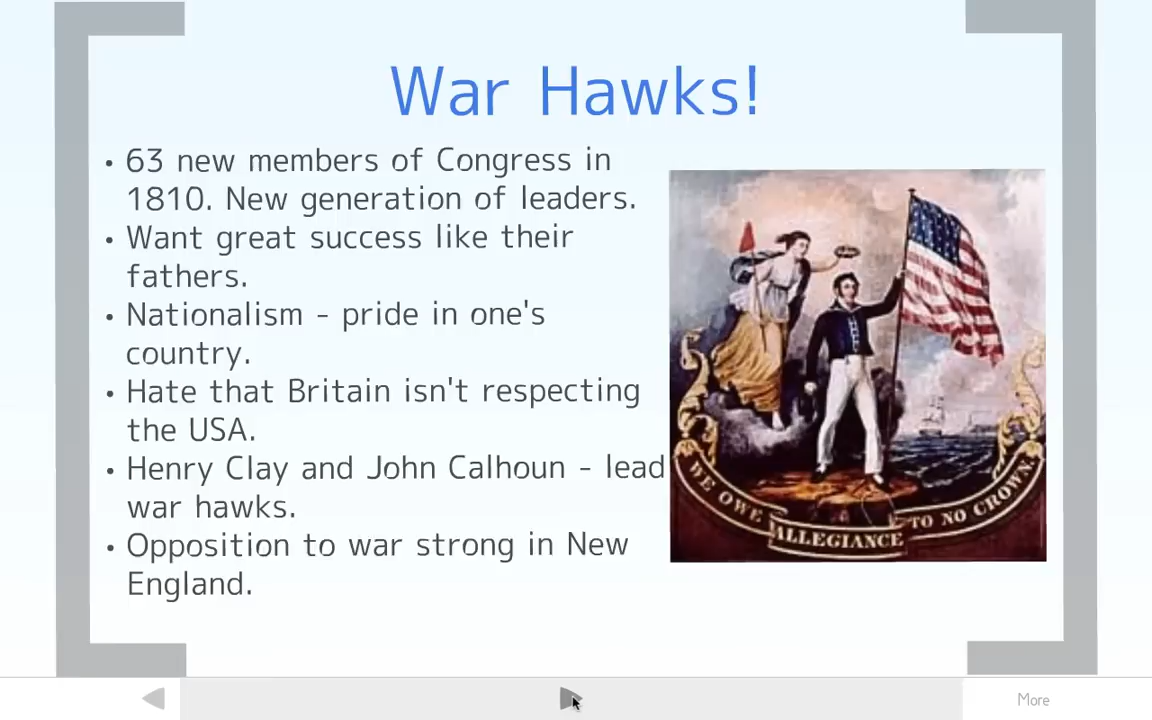 War Hawks!
• 63 new members of Congress in
1810. New generation of leaders.
• Want great success like their
fathers.
• Nationalism - pride in one's
country.
• Hate that Britain isn't respecting
the USA.
• Henry Clay and John Calhoun - lead
war hawks.
• Opposition to war strong in New
England.
WE OWE ALLEGIANCE TO NO CROWN.
More